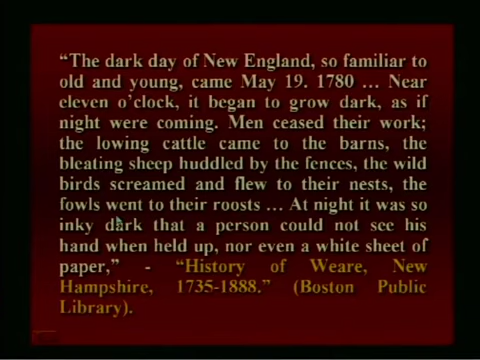 “The dark day of New England, so familiar to
old and young, came May 19. 1780 ... Near
eleven o’clock, it began to grow dark, as if
night were coming. Men ceased their work;
the lowing cattle came to the barns, the
bleating sheep huddled by the fences, the wild
birds screamed and flew to their nests, the
fowls went to their roosts ... At night it was so
inky dark that a person could not see his
hand when held up, nor even a white sheet of
paper,” - “History of Weare, New
Hampshire, 1735-1888.” (Boston Public
Library).